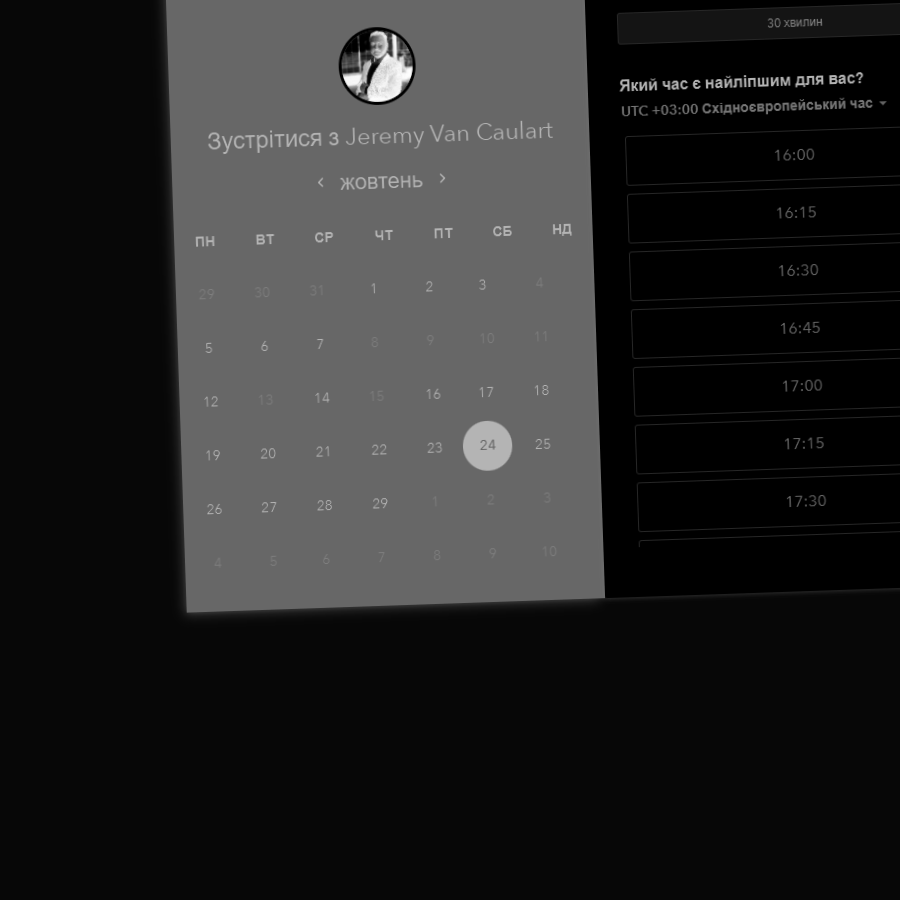 Зустрітися з Jeremy Van Caulart
жовтень
ПН ВТ СР ЧТ ПТ СБ НД
29 30 31 1 2 3 4
5 6 7 8 9 10 11
12 13 14 15 16 17 18
19 20 21 22 23 24 25
26 27 28 29 1 2 3
4 5 6 7 8 9 10
30 хвилин
Який час є найліпшим для вас?
UTC +03:00 Східноєвропейський час
16:00
16:15
16:30
16:45
17:00
17:15
17:30